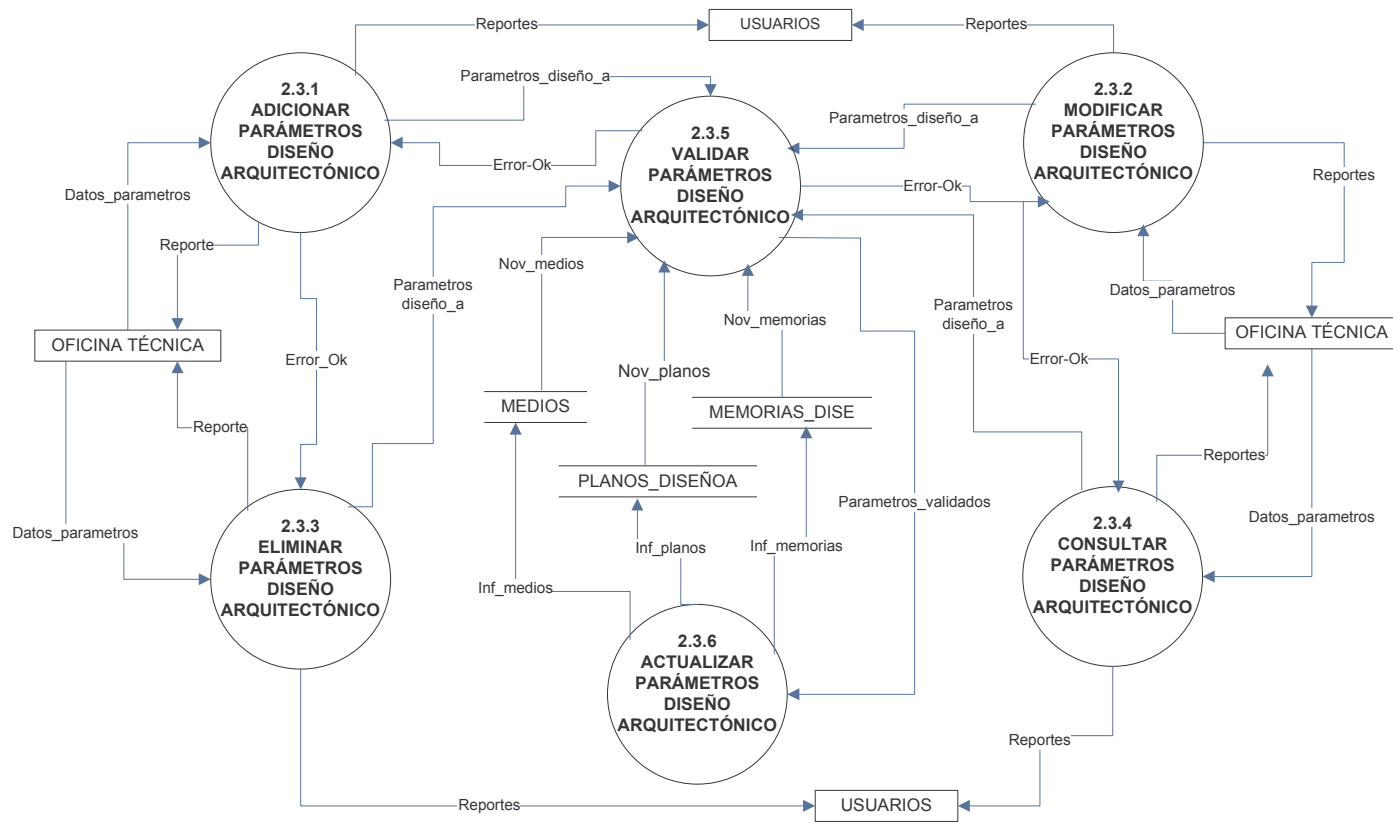 Reportes
USUARIOS
Reportes
2.3.1
ADICIONAR
PARÁMETROS
DISEÑO
ARQUITECTÓNICO
Parametros_diseño_a
2.3.5
VALIDAR
PARÁMETROS
DISEÑO
ARQUITECTÓNICO
Parametros_diseño_a
2.3.2
MODIFICAR
PARÁMETROS
DISEÑO
ARQUITECTÓNICO
Error-Ok
Error-Ok
Reportes
Datos_parametros
Reporte
Nov_medios
Parametros
diseño_a
Parametros
diseño_a
Datos_parametros
Nov_memorias
OFICINA TÉCNICA
OFICINA TÉCNICA
Error_Ok
Nov_planos
Error-Ok
MEDIOS
MEMORIAS_DISE
Reporte
Reportes
PLANOS_DISEÑOA
Parametros_validados
Datos_parametros
Datos_parametros
2.3.3
ELIMINAR
PARÁMETROS
DISEÑO
ARQUITECTÓNICO
Inf_planos
Inf_memorias
Inf_medios
2.3.4
CONSULTAR
PARÁMETROS
DISEÑO
ARQUITECTÓNICO
2.3.6
ACTUALIZAR
PARÁMETROS
DISEÑO
ARQUITECTÓNICO
Reportes
Reportes
USUARIOS